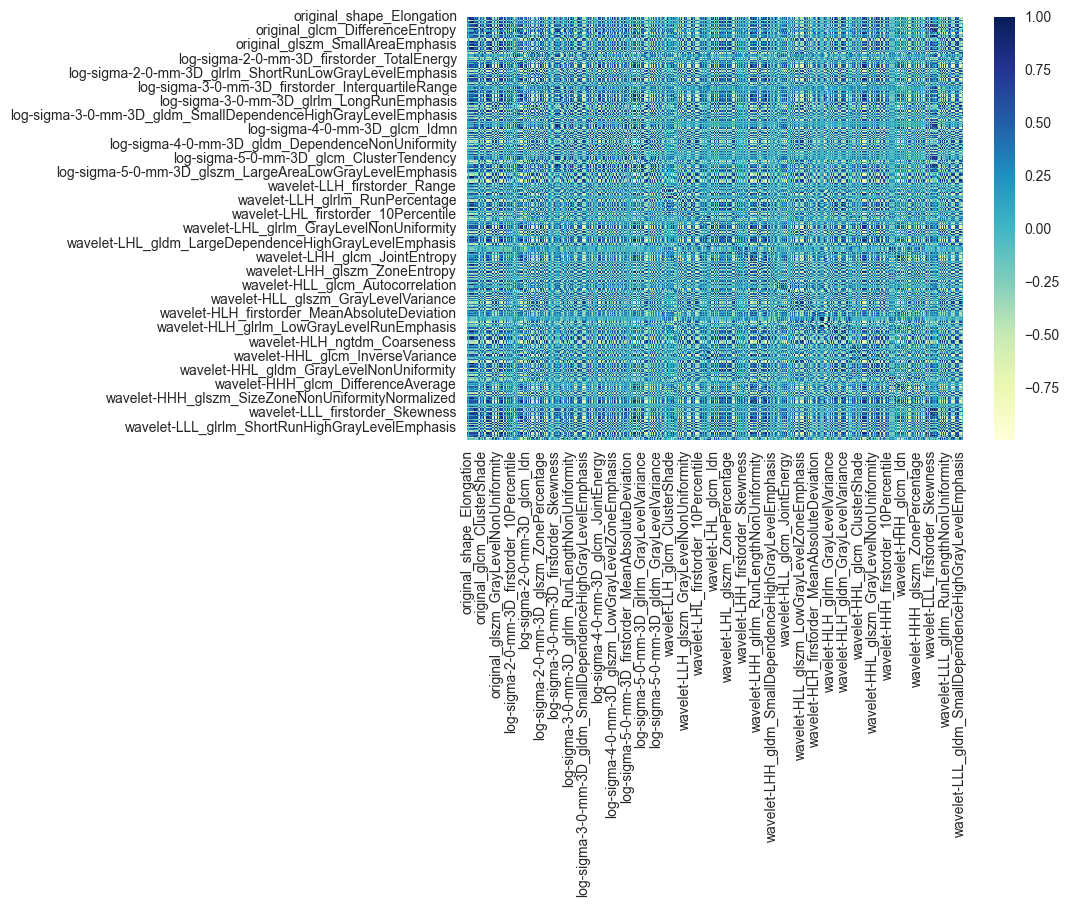 original_shape_Elongation
original_glcm_DifferenceEntropy
original_glszm_SmallAreaEmphasis
log-sigma-2-0-mm-3D_firstorder_TotalEnergy
log-sigma-2-0-mm-3D_glrlm_ShortRunLowGrayLevelEmphasis
log-sigma-3-0-mm-3D_firstorder_InterquartileRange
log-sigma-3-0-mm-3D_glrlm_LongRunEmphasis
log-sigma-3-0-mm-3D_gldm_SmallDependenceHighGrayLevelEmphasis
log-sigma-4-0-mm-3D_glcm_Idmn
log-sigma-4-0-mm-3D_gldm_DependenceNonUniformity
log-sigma-5-0-mm-3D_glcm_ClusterTendency
log-sigma-5-0-mm-3D_glszm_LargeAreaLowGrayLevelEmphasis
wavelet-LLH_firstorder_Range
wavelet-LLH_glrlm_RunPercentage
wavelet-LHL_firstorder_10Percentile
wavelet-LHL_glrlm_GrayLevelNonUniformity
wavelet-LHL_gldm_LargeDependenceHighGrayLevelEmphasis
wavelet-LHH_glcm_JointEntropy
wavelet-LHH_glszm_ZoneEntropy
wavelet-HLL_glcm_Autocorrelation
wavelet-HLL_glszm_GrayLevelVariance
wavelet-HLH_firstorder_MeanAbsoluteDeviation
wavelet-HLH_glrlm_LowGrayLevelRunEmphasis
wavelet-HLH_ngtdm_Coarseness
wavelet-HHL_glcm_InverseVariance
wavelet-HHL_gldm_GrayLevelNonUniformity
wavelet-HHH_glcm_DifferenceAverage
wavelet-HHH_glszm_SizeZoneNonUniformityNormalized
wavelet-LLL_firstorder_Skewness
wavelet-LLL_glrlm_ShortRunHighGrayLevelEmphasis
1.00
0.75
0.50
0.25
0.00
−0.25
−0.50
−0.75
original_shape_Elongation
original_glcm_ClusterShade
original_glszm_GrayLevelNonUniformity
log-sigma-2-0-mm-3D_firstorder_10Percentile
log-sigma-2-0-mm-3D_glcm_Idn
log-sigma-2-0-mm-3D_glszm_ZonePercentage
log-sigma-3-0-mm-3D_firstorder_Skewness
log-sigma-3-0-mm-3D_glrlm_RunLengthNonUniformity
log-sigma-3-0-mm-3D_gldm_SmallDependenceHighGrayLevelEmphasis
log-sigma-4-0-mm-3D_glcm_JointEnergy
log-sigma-4-0-mm-3D_glszm_LowGrayLevelZoneEmphasis
log-sigma-5-0-mm-3D_firstorder_MeanAbsoluteDeviation
log-sigma-5-0-mm-3D_glrlm_GrayLevelVariance
log-sigma-5-0-mm-3D_gldm_GrayLevelVariance
wavelet-LLH_glcm_ClusterShade
wavelet-LLH_glszm_GrayLevelNonUniformity
wavelet-LHL_firstorder_10Percentile
wavelet-LHL_glcm_Idn
wavelet-LHL_glszm_ZonePercentage
wavelet-LHH_firstorder_Skewness
wavelet-LHH_glrlm_RunLengthNonUniformity
wavelet-LHH_gldm_SmallDependenceHighGrayLevelEmphasis
wavelet-HLL_glcm_JointEnergy
wavelet-HLL_glszm_LowGrayLevelZoneEmphasis
wavelet-HLH_firstorder_MeanAbsoluteDeviation
wavelet-HLH_glrlm_GrayLevelVariance
wavelet-HLH_gldm_GrayLevelVariance
wavelet-HHL_glcm_ClusterShade
wavelet-HHL_glszm_GrayLevelNonUniformity
wavelet-HHH_firstorder_10Percentile
wavelet-HHH_glcm_Idn
wavelet-HHH_glszm_ZonePercentage
wavelet-LLL_firstorder_Skewness
wavelet-LLL_glrlm_RunLengthNonUniformity
wavelet-LLL_gldm_SmallDependenceHighGrayLevelEmphasis